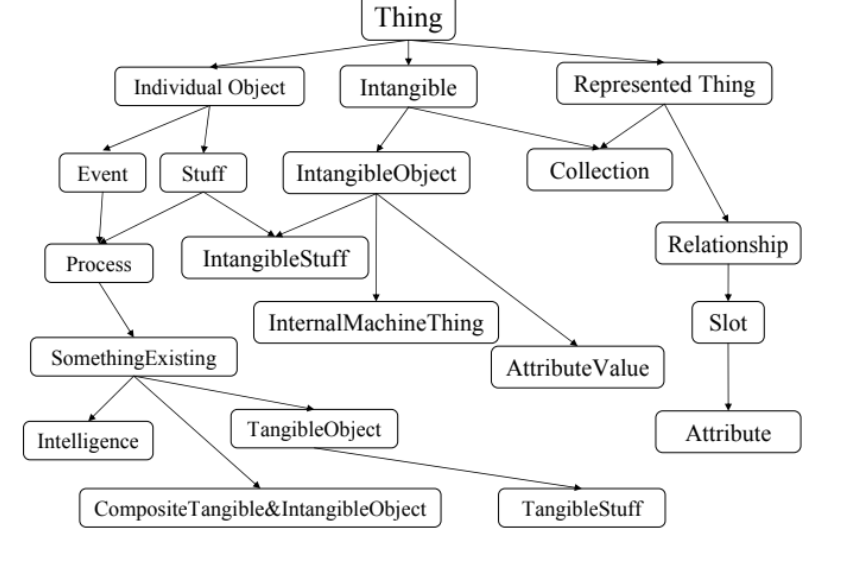 Thing
Individual Object
Intangible
Represented Thing
Event
Stuff
IntangibleObject
Collection
Process
IntangibleStuff
Relationship
InternalMachineThing
Slot
SomethingExisting
AttributeValue
Intelligence
TangibleObject
Attribute
CompositeTangible&IntangibleObject
TangibleStuff